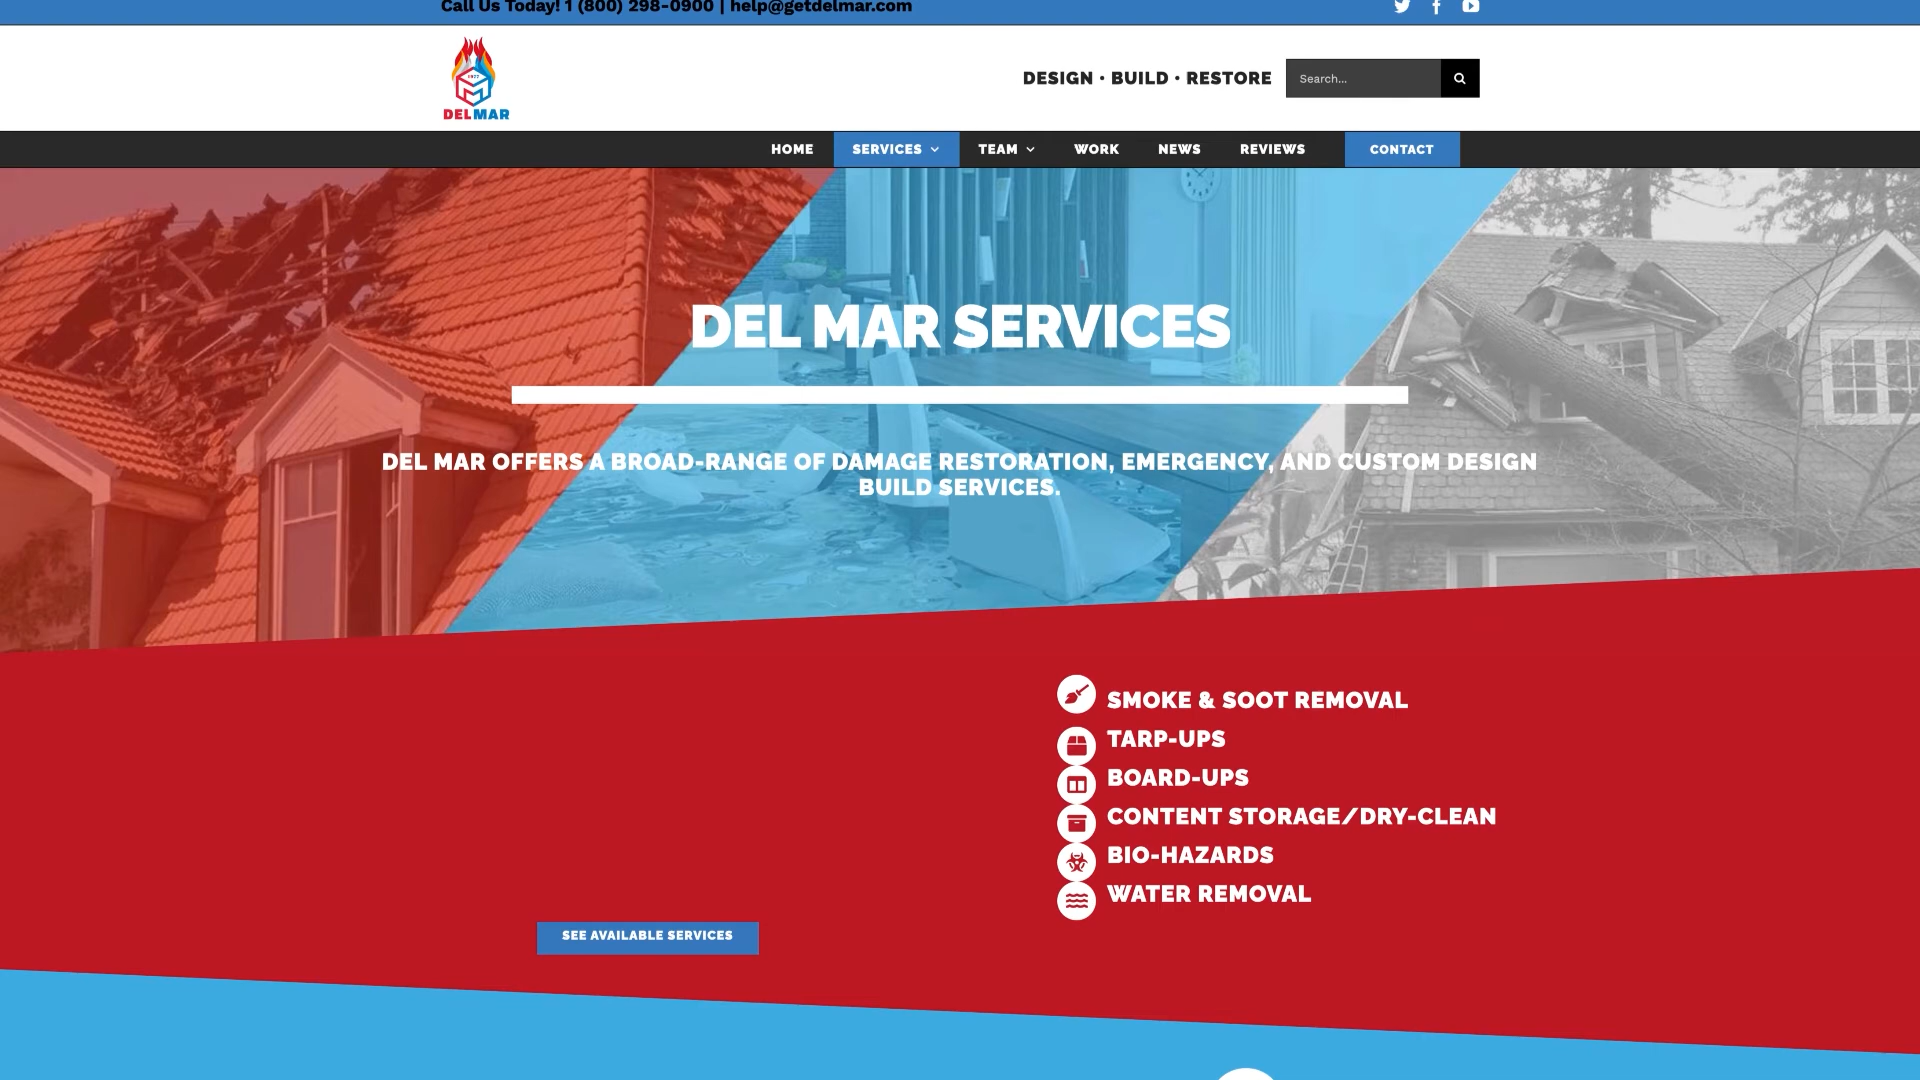 Call Us Today! 1 (800) 298-0900 | help@getdelmar.com
1977
DELMAR
DESIGN · BUILD · RESTORE
Search...
HOME
SERVICES
TEAM
WORK
NEWS
REVIEWS
CONTACT
DEL MAR SERVICES
DEL MAR OFFERS A BROAD-RANGE OF DAMAGE RESTORATION, EMERGENCY, AND CUSTOM DESIGN
BUILD SERVICES.
SMOKE & SOOT REMOVAL
TARP-UPS
BOARD-UPS
CONTENT STORAGE/DRY-CLEAN
BIO-HAZARDS
WATER REMOVAL
SEE AVAILABLE SERVICES